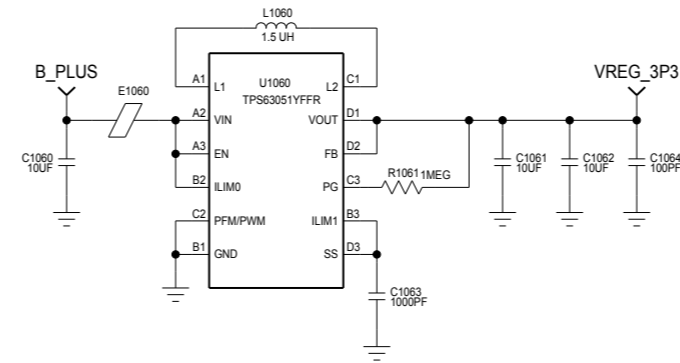 L1060
1.5 UH
B_PLUS
E1060
VREG_3P3
U1060
TPS63051YFFR
A1 L1
L2 C1
A2 VIN
VOUT D1
A3 EN
FB D2
B2 ILIM0
PG C3
R1061 1MEG
C2 PFM/PWM
ILIM1 B3
B1 GND
SS D3
C1060
10UF
C1061
10UF
C1062
10UF
C1064
100PF
C1063
1000PF